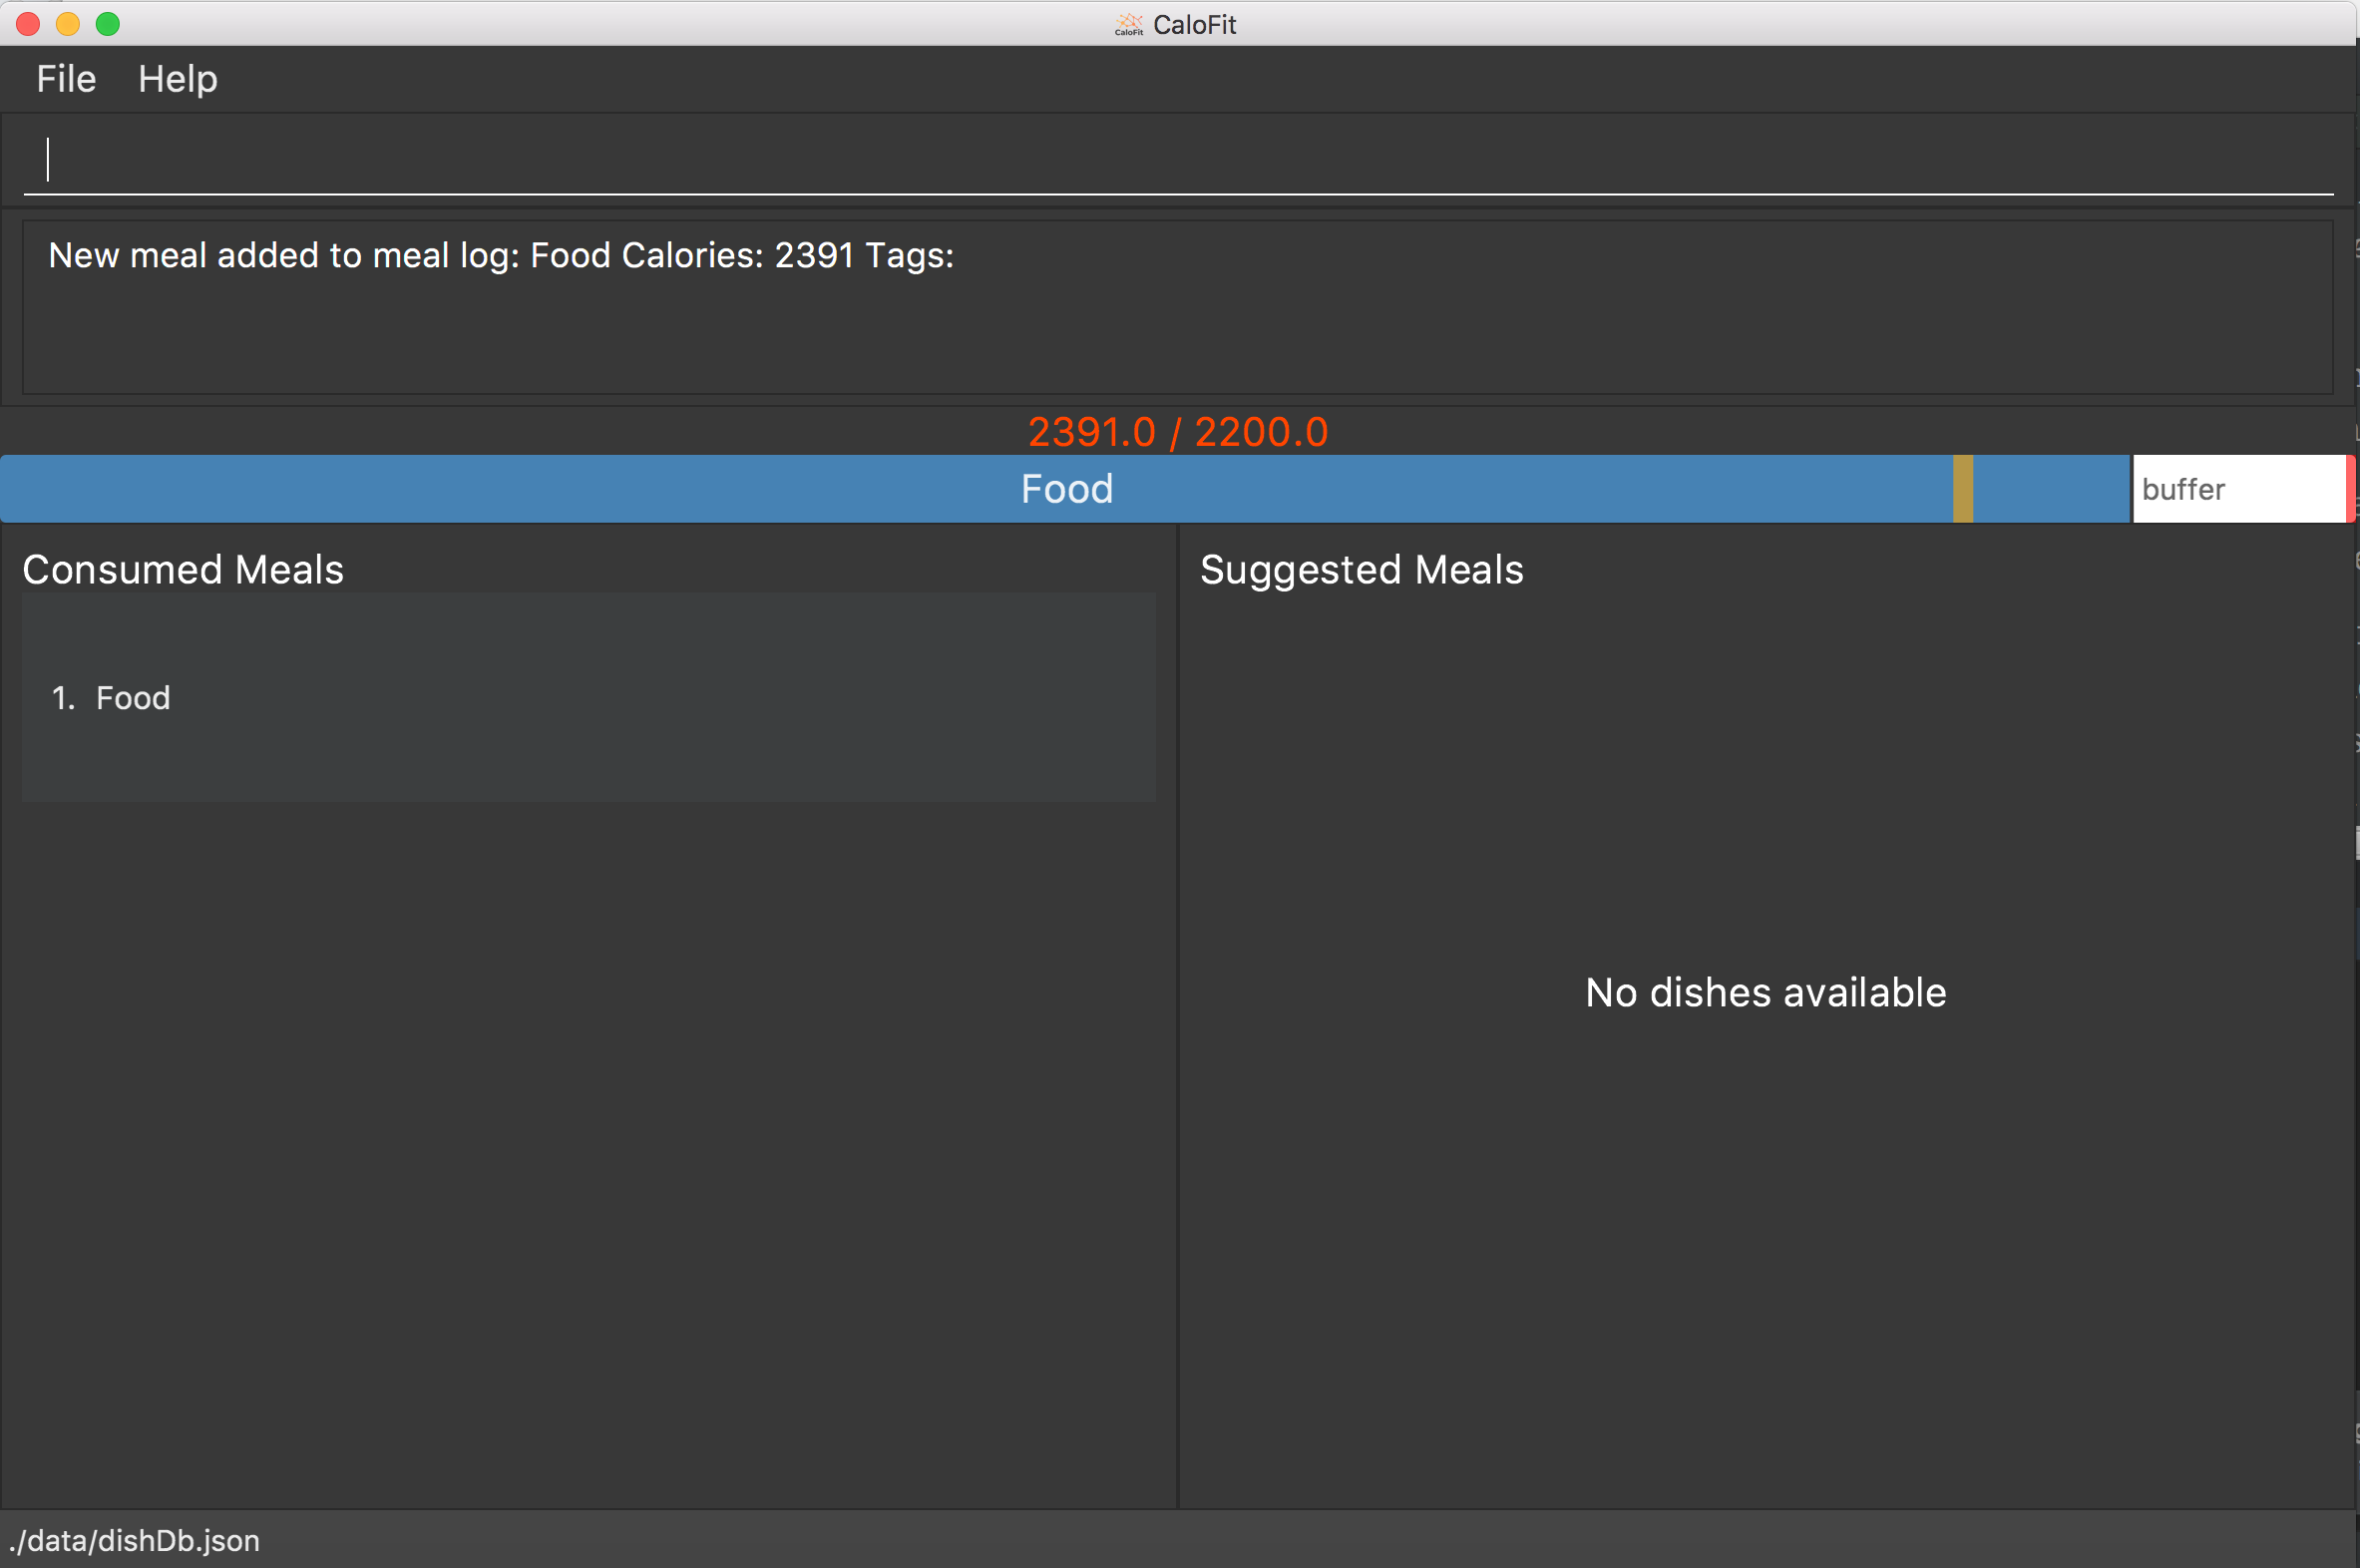 CaloFit CaloFit
File Help
New meal added to meal log: Food Calories: 2391 Tags:
2391.0 / 2200.0
Food buffer
Consumed Meals Suggested Meals
1. Food
No dishes available
./data/dishDb.json